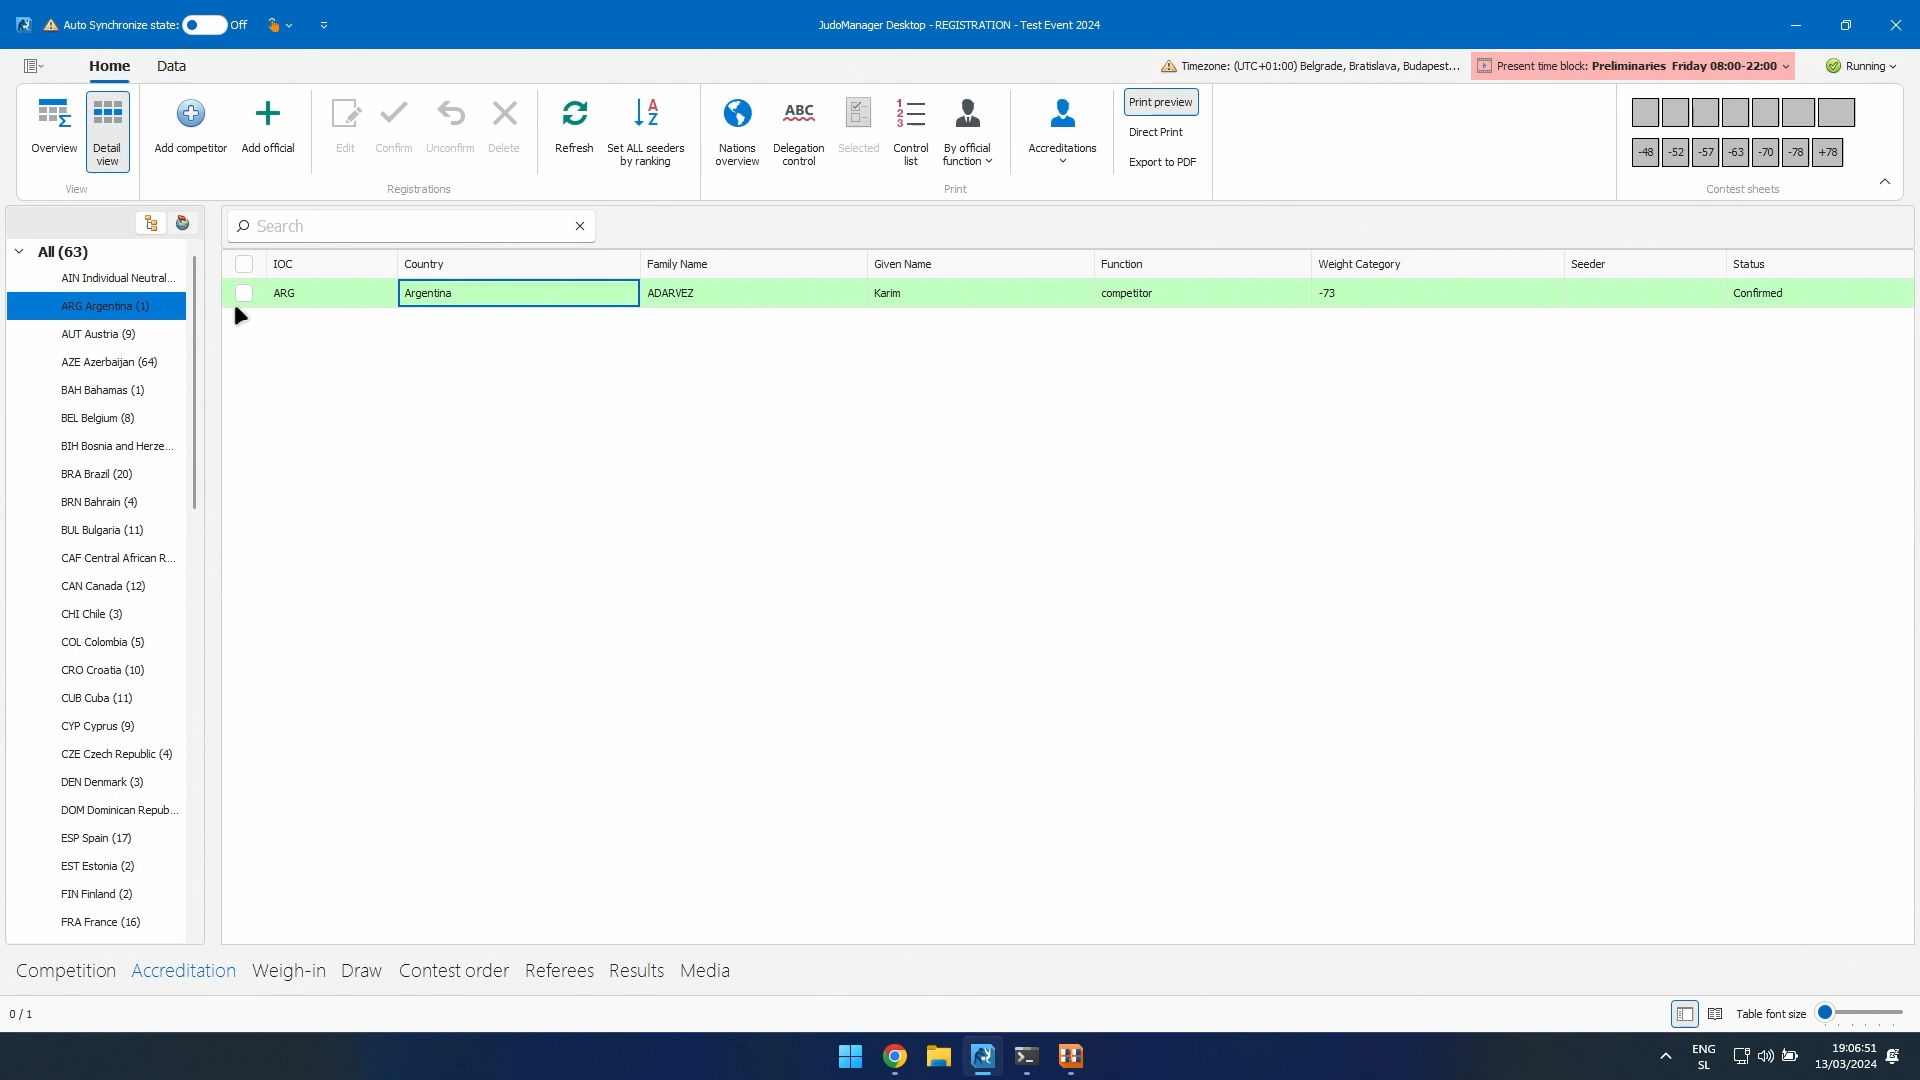 Auto Synchronize state: Off
JudoManager Desktop - REGISTRATION - Test Event 2024
Home
Data
Timezone: (UTC+01:00) Belgrade, Bratislava, Budapest...
Present time block: Preliminaries Friday 08:00-22:00
Running
Overview
Detail view
View
Add competitor
Add official
Edit
Confirm
Unconfirm
Delete
Refresh
Set ALL seeders by ranking
Registrations
Nations overview
ABC
Delegation control
Selected
Control list
By official function
Print
Accreditations
Print preview
Direct Print
Export to PDF
-48 -52 -57 -63 -70 -78 +78
Contest sheets
Search
All (63)
AIN Individual Neutral...
ARG Argentina (1)
AUT Austria (9)
AZE Azerbaijan (64)
BAH Bahamas (1)
BEL Belgium (8)
BIH Bosnia and Herze...
BRA Brazil (20)
BRN Bahrain (4)
BUL Bulgaria (11)
CAF Central African R...
CAN Canada (12)
CHI Chile (3)
COL Colombia (5)
CRO Croatia (10)
CUB Cuba (11)
CYP Cyprus (9)
CZE Czech Republic (4)
DEN Denmark (3)
DOM Dominican Repub...
ESP Spain (17)
EST Estonia (2)
FIN Finland (2)
FRA France (16)
IOC Country Family Name Given Name Function Weight Category Seeder Status
ARG Argentina ADARVEZ Karim competitor -73 Confirmed
Competition Accreditation Weigh-in Draw Contest order Referees Results Media
0 / 1
Table font size
ENG
SL
19:06:51
13/03/2024